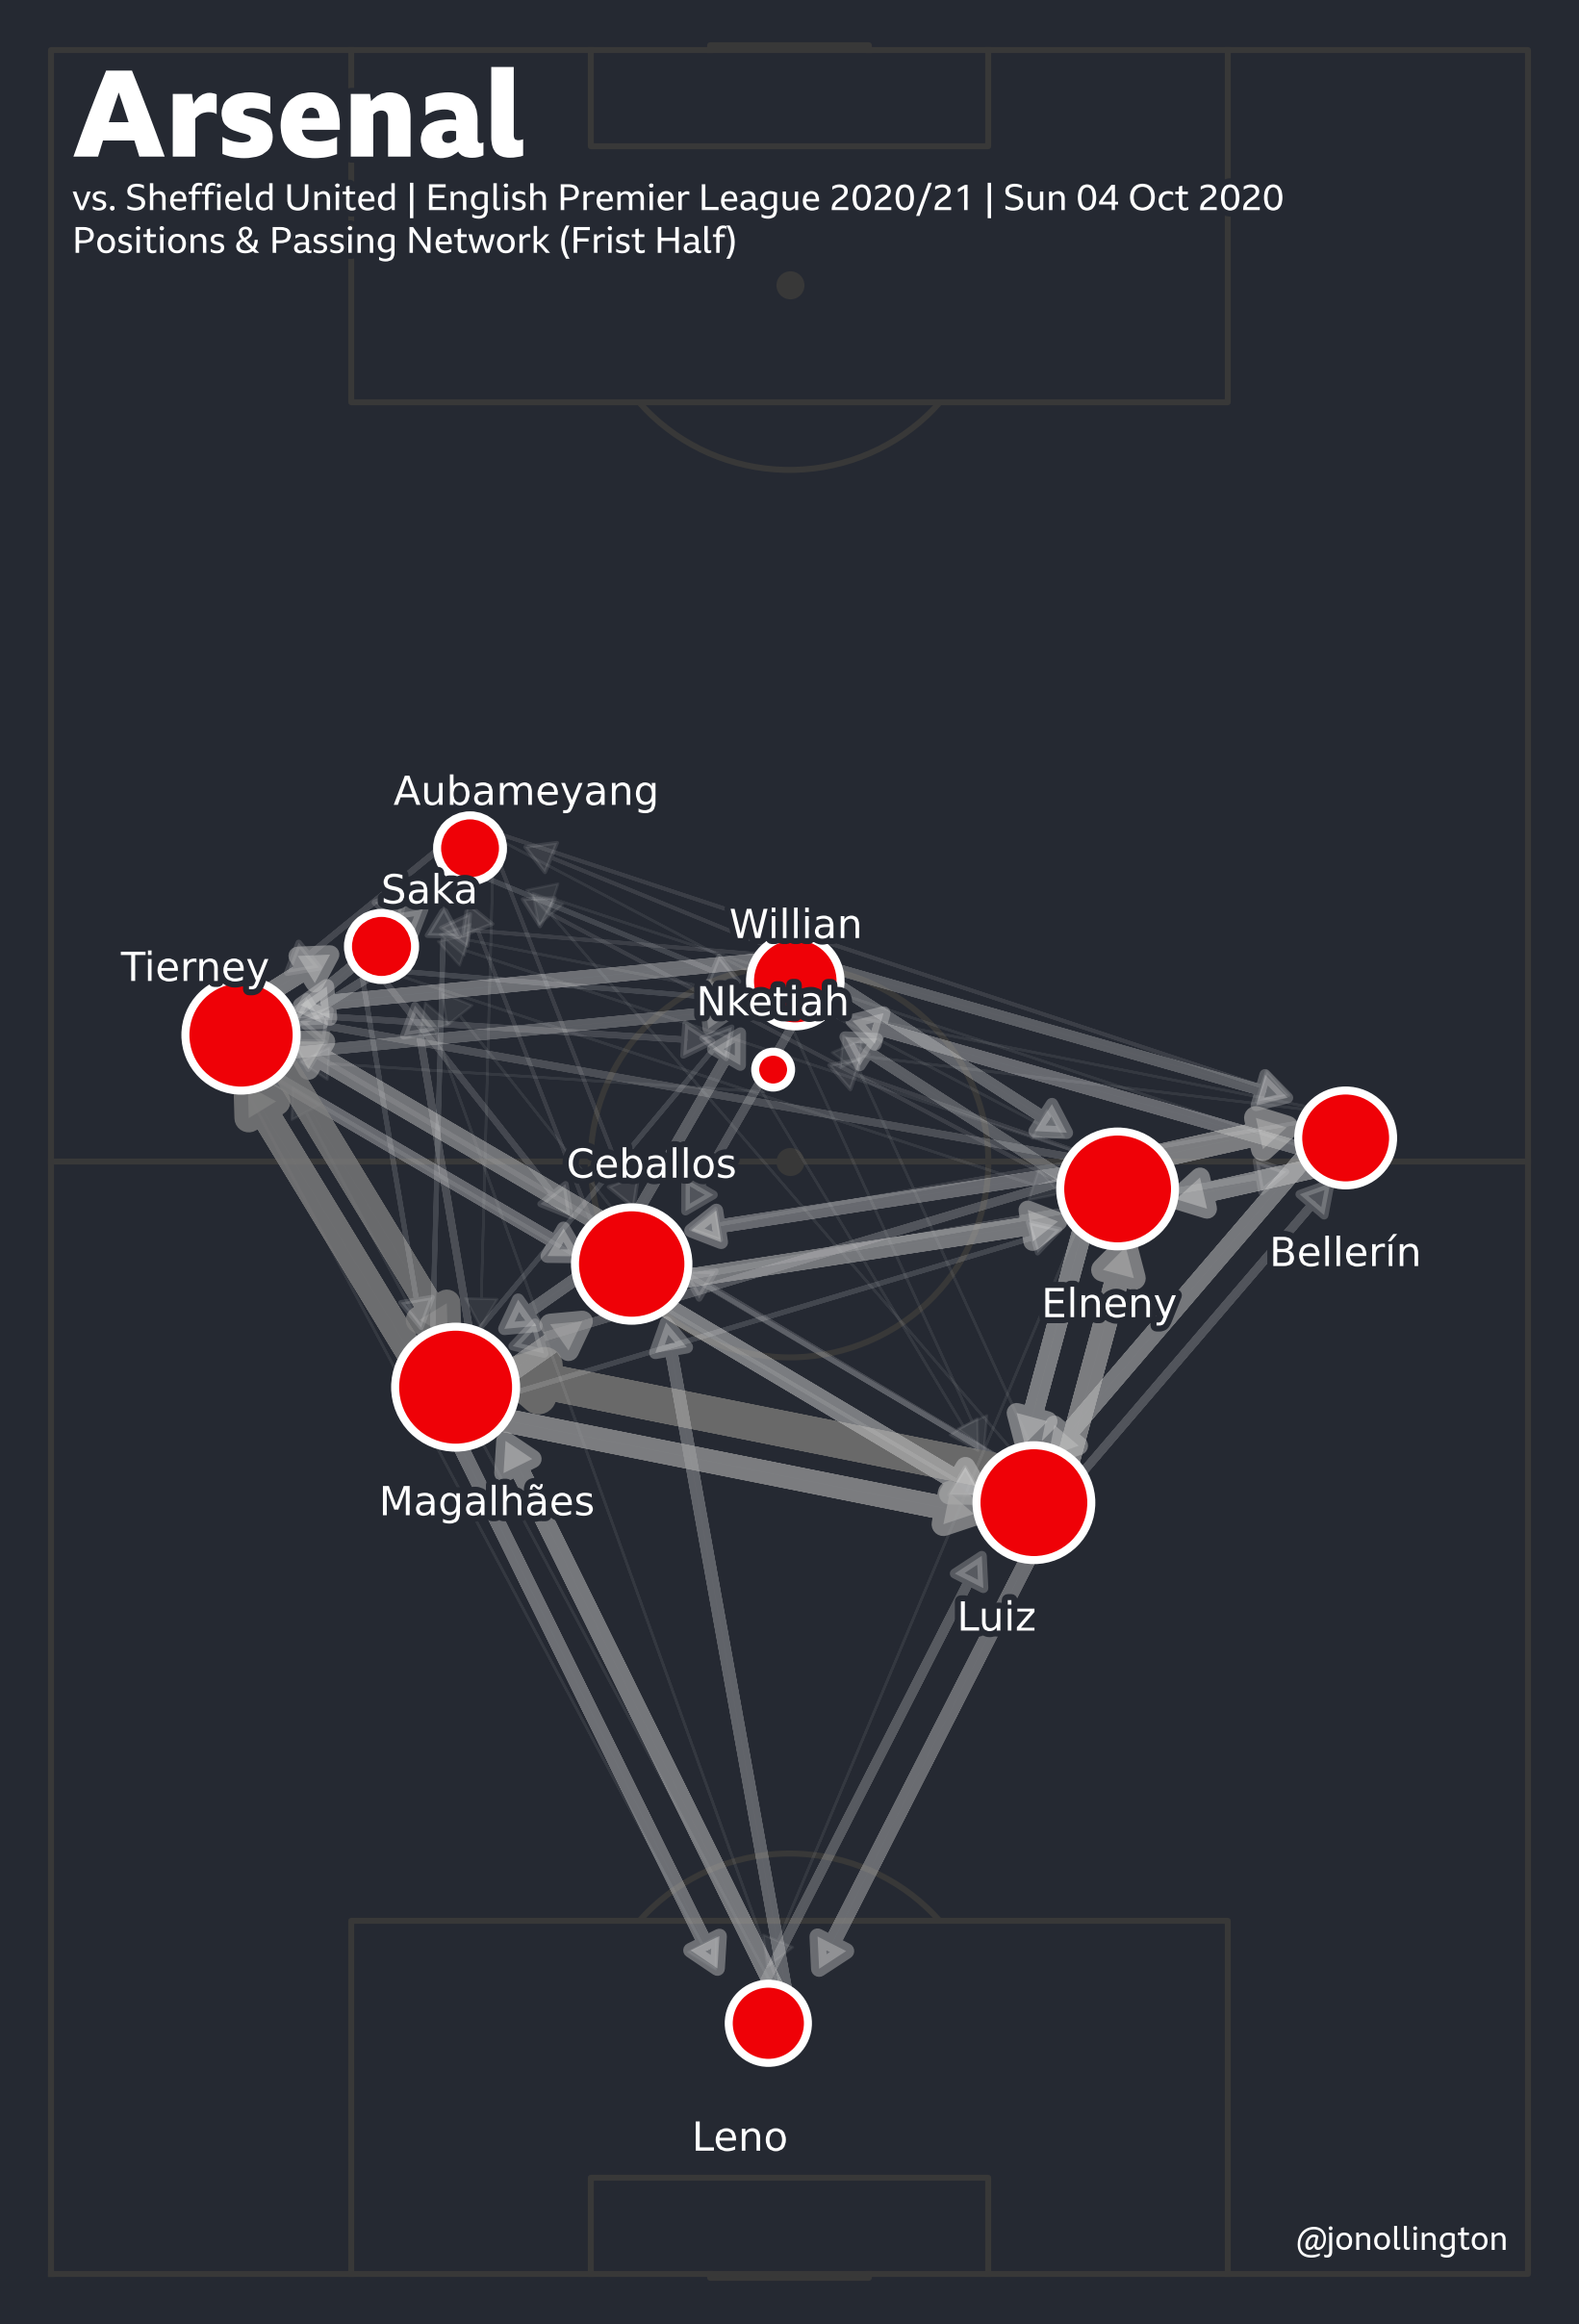 Arsenal
vs. Sheffield United | English Premier League 2020/21 | Sun 04 Oct 2020
Positions & Passing Network (Frist Half)
Aubameyang
Saka
Willian
Tierney
Nketiah
Ceballos
Bellerín
Elneny
Magalhães
Luiz
Leno
@jonollington